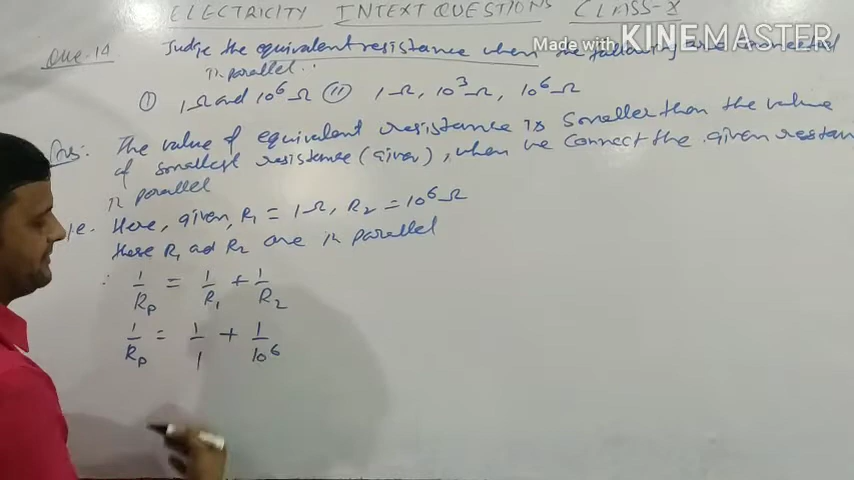 ELECTRICITY INTEXT QUESTIONS CLASS-X
Made with KINEMASTER
Que.14 Judge the equivalent resistance when the following are connected
in parallel..
(I) 1Ω and 10⁶Ω (II) 1Ω, 10³Ω, 10⁶Ω
Ans: The value of equivalent resistance is smaller than the value
of smallest resistance (given), when we connect the given resistan
in parallel
i.e. Here, given, R₁ = 1Ω, R₂ = 10⁶Ω
these R₁ ad R₂ are in parallel
∴ 1/Rp = 1/R₁ + 1/R₂
1/Rp = 1/1 + 1/10⁶